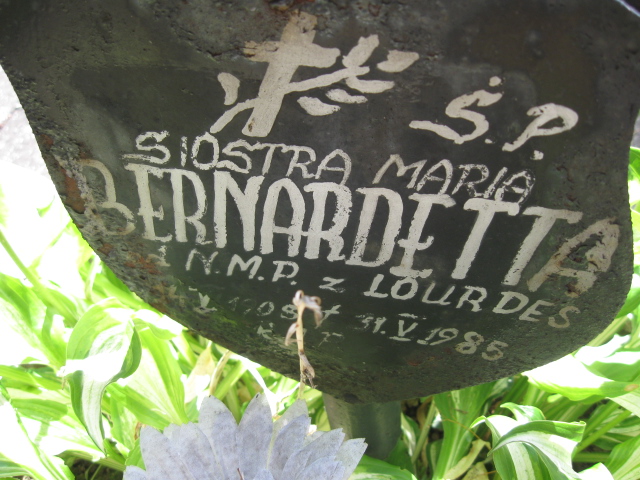 Ś.P.
SIOSTRA MARIA
BERNARDETTA
N.M.P. z LOURDES
31.V.1985